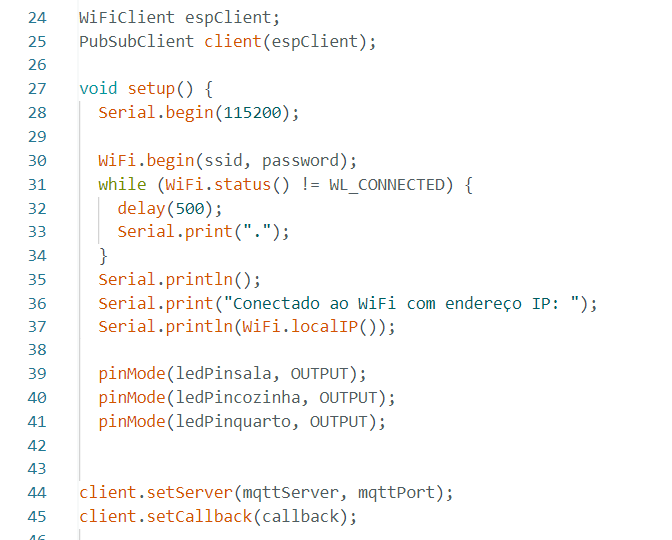 24 WiFiClient espClient;
25 PubSubClient client(espClient);
26
27 void setup() {
28   Serial.begin(115200);
29
30   WiFi.begin(ssid, password);
31   while (WiFi.status() != WL_CONNECTED) {
32     delay(500);
33     Serial.print(".");
34   }
35   Serial.println();
36   Serial.print("Conectado ao WiFi com endereço IP: ");
37   Serial.println(WiFi.localIP());
38
39   pinMode(ledPinsala, OUTPUT);
40   pinMode(ledPincozinha, OUTPUT);
41   pinMode(ledPinquarto, OUTPUT);
42
43
44 client.setServer(mqttServer, mqttPort);
45 client.setCallback(callback);
46